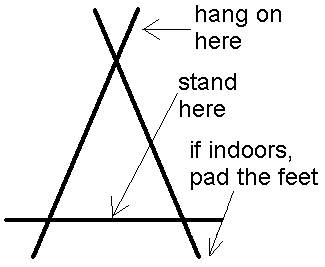 hang on
here
stand
here
if indoors,
pad the feet